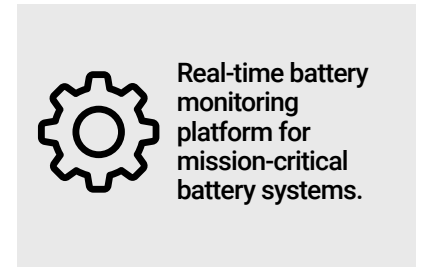 Real-time battery
monitoring
platform for
mission-critical
battery systems.